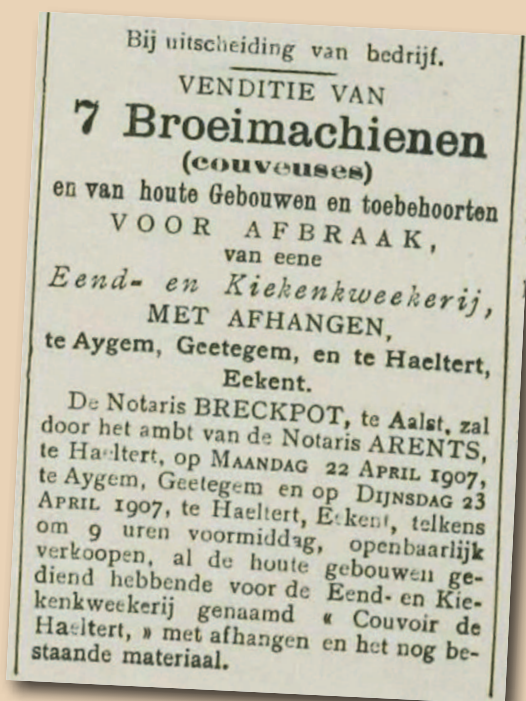 Bij uitscheiding van bedrijf.
VENDITIE VAN
7 Broeimachienen
(couveuses)
en van houte Gebouwen en toebehoorten
VOOR AFBRAAK,
van eene
Eend- en Kiekenkweekerij,
MET AFHANGEN,
te Aygem, Geetegem, en te Haeltert,
Eekent.
De Notaris BRECKPOT, te Aalst, zal
door het ambt van de Notaris ARENTS,
te Haeltert, op MAANDAG 22 APRIL 1907,
te Aygem, Geetegem en op DIJNSDAG 23
APRIL 1907, te Haeltert, Eekent, telkens
om 9 uren voormiddag, openbaarlijk
verkoopen, al de houte gebouwen ge-
diend hebbende voor de Eend- en Kie-
kenkweekerij genaamd « Couvoir de
Haeltert, » met afhangen en het nog be-
staande materiaal.